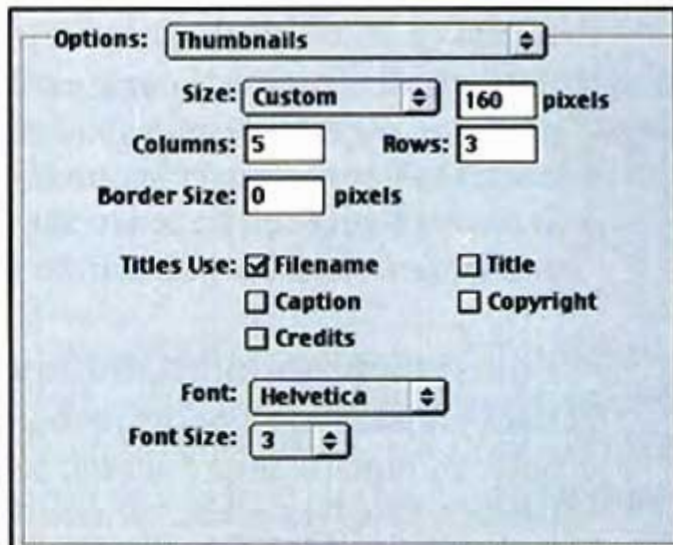 Options: Thumbnails
Size: Custom 160 pixels
Columns: 5 Rows: 3
Border Size: 0 pixels
Titles Use: Filename Title
Caption Copyright
Credits
Font: Helvetica
Font Size: 3